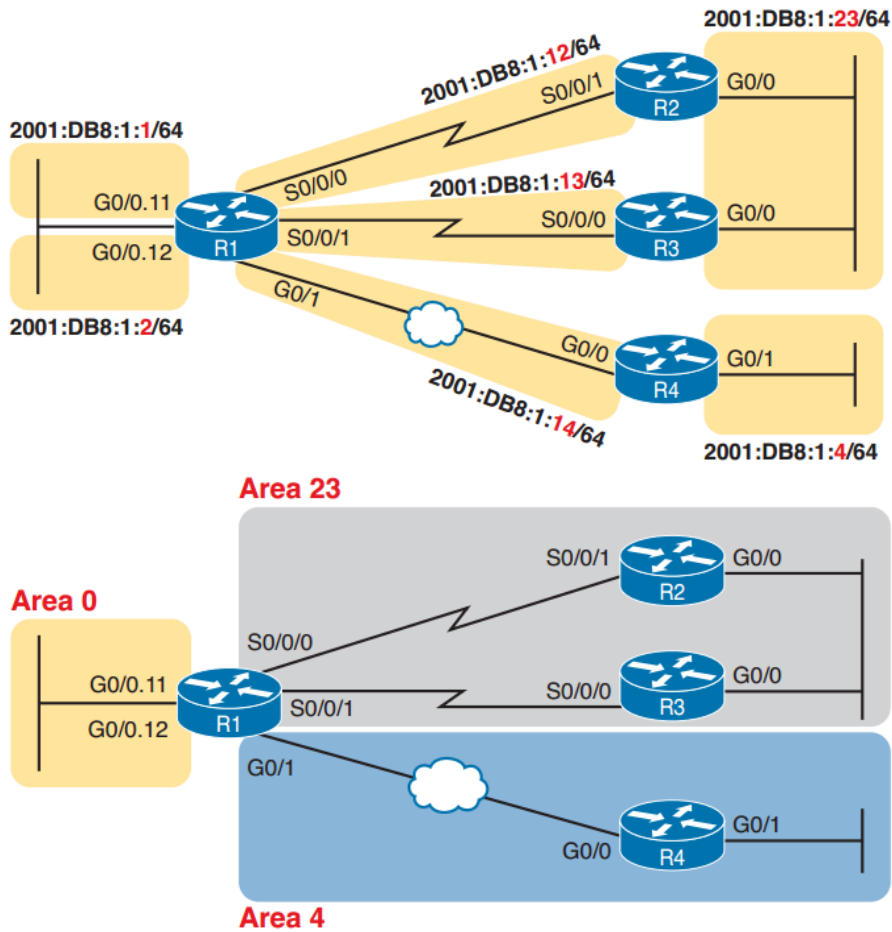 2001:DB8:1:23/64
2001:DB8:1:12/64
S0/0/1
R2
G0/0
2001:DB8:1:1/64
G0/0.11
S0/0/0
2001:DB8:1:13/64
S0/0/0
R3
G0/0
R1
S0/0/1
G0/0.12
2001:DB8:1:2/64
G0/1
2001:DB8:1:14/64
G0/0
R4
G0/1
2001:DB8:1:4/64
Area 23
S0/0/1
R2
G0/0
Area 0
S0/0/0
G0/0.11
R1
S0/0/1
S0/0/0
R3
G0/0
G0/0.12
G0/1
G0/0
R4
G0/1
Area 4